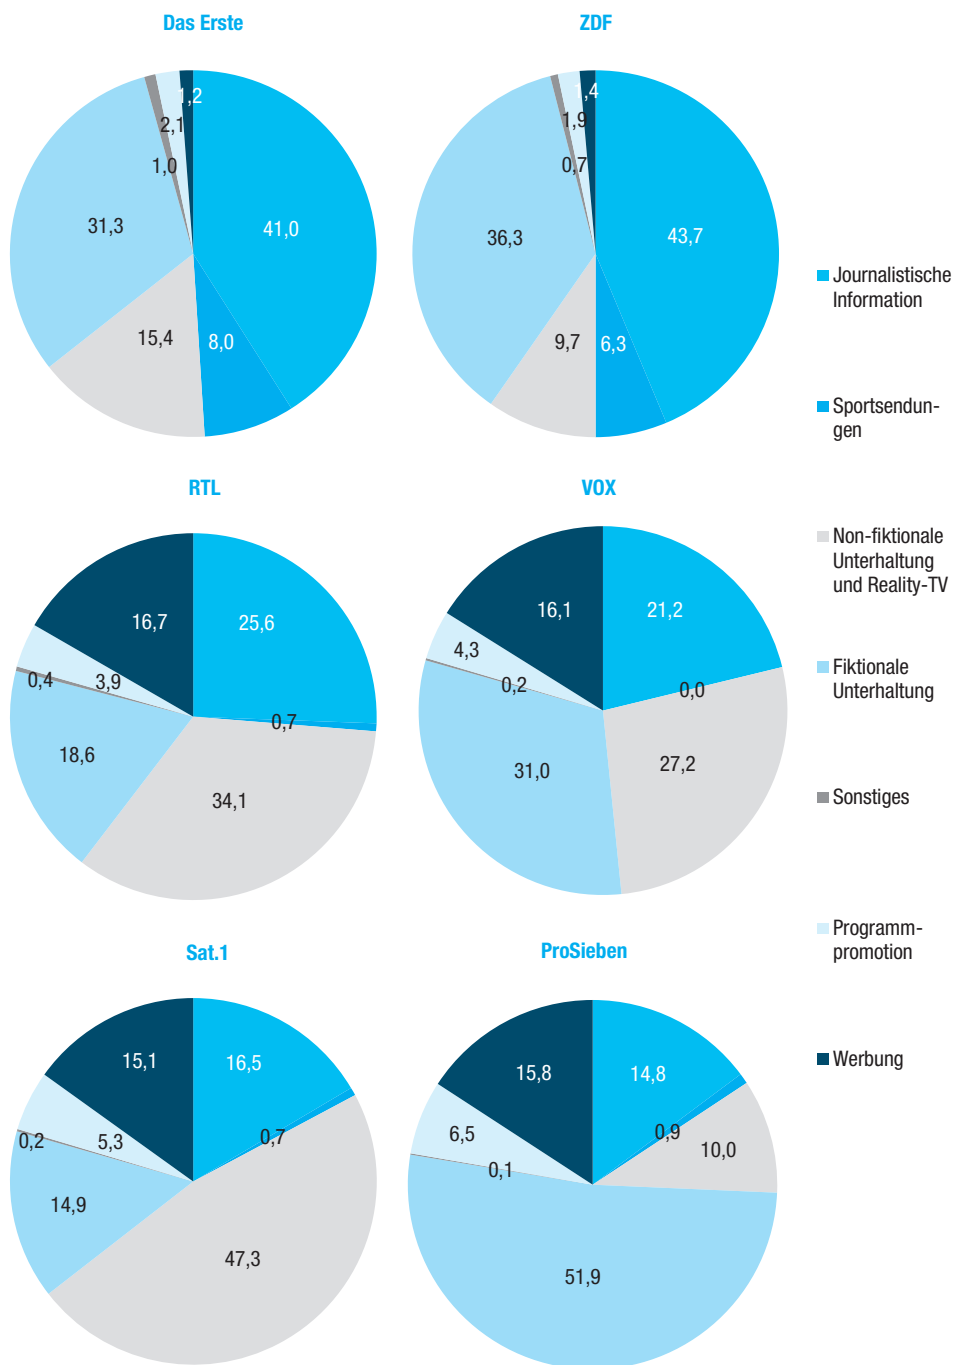 Das Erste
1,2
2,1
1,0
31,3
41,0
15,4
8,0
ZDF
1,4
1,9
0,7
36,3
43,7
9,7
6,3
RTL
16,7
25,6
0,4
3,9
0,7
18,6
34,1
VOX
16,1
21,2
4,3
0,2
0,0
31,0
27,2
Sat.1
15,1
16,5
0,2
5,3
0,7
14,9
47,3
ProSieben
15,8
14,8
6,5
0,1
0,9
10,0
51,9
Journalistische
Information
Sportsendun-
gen
Non-fiktionale
Unterhaltung
und Reality-TV
Fiktionale
Unterhaltung
Sonstiges
Programm-
promotion
Werbung